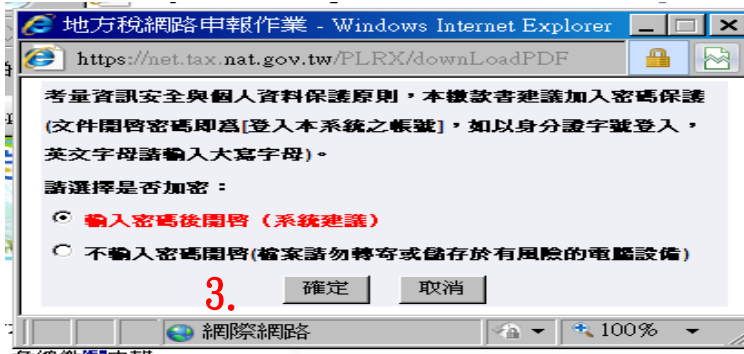 地方稅網路申報作業 - Windows Internet Explorer
https://net.tax.nat.gov.tw/PLRX/downLoadPDF
考量資訊安全與個人資料保護原則，本繳款書建議加入密碼保護
(文件開啓密碼即爲[登入本系統之帳號]，如以身分證字號登入，
英文字母請輸入大寫字母)。
請選擇是否加密：
輸入密碼後開啓（系統建議）
不輸入密碼開啓(檔案請勿轉寄或儲存於有風險的電腦設備)
3.
確定
取消
網際網路
100%